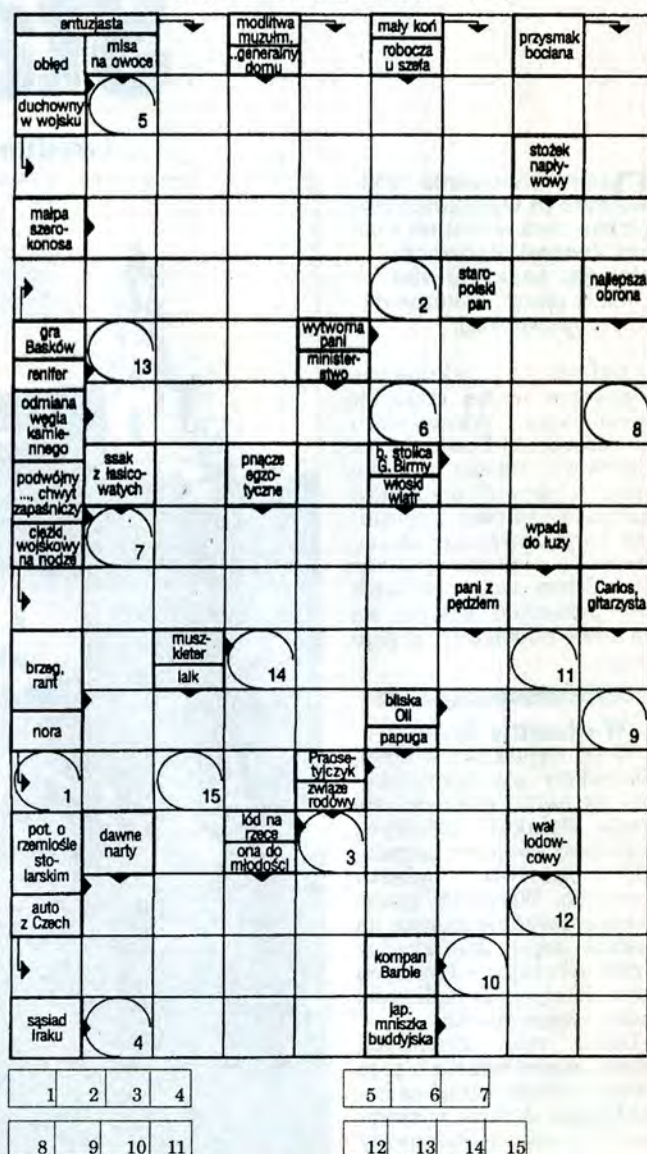 entuzjasta
obłęd
misa
na owoce
modlitwa
muzułm.
...generalny
domu
mały koń
robocza
u szefa
przysmak
bociana
duchowny
w wojsku
5
stożek
napły-
wowy
małpa
szero-
konosa
2
staro-
polski
pan
najlepsza
obrona
gra
Basków
renifer
13
wytworna
pani
minister-
stwo
odmiana
węgla
kamie-
nnego
6
8
podwójny
..., chwyt
zapaśniczy
ssak
z łasico-
watych
pnącze
egzo-
tyczne
b. stolica
G. Birmy
włoski
wiatr
ciężki,
wojskowy
na nodze
7
wpada
do łuzy
pani z
pędzlem
Carlos,
gitarzysta
brzeg,
rant
musz-
kieter
laik
14
11
nora
bliska
Oli
papuga
9
1
15
Praose-
tyjczyk
związek
rodowy
pot. o
rzemiośle
sto-
larskim
dawne
narty
lód na
rzece
ona do
młodości
3
wał
lodow-
cowy
auto
z Czech
12
kompan
Barbie
10
sąsiad
Iraku
4
jap.
mniszka
buddyjska
1 2 3 4 5 6 7
8 9 10 11 12 13 14 15